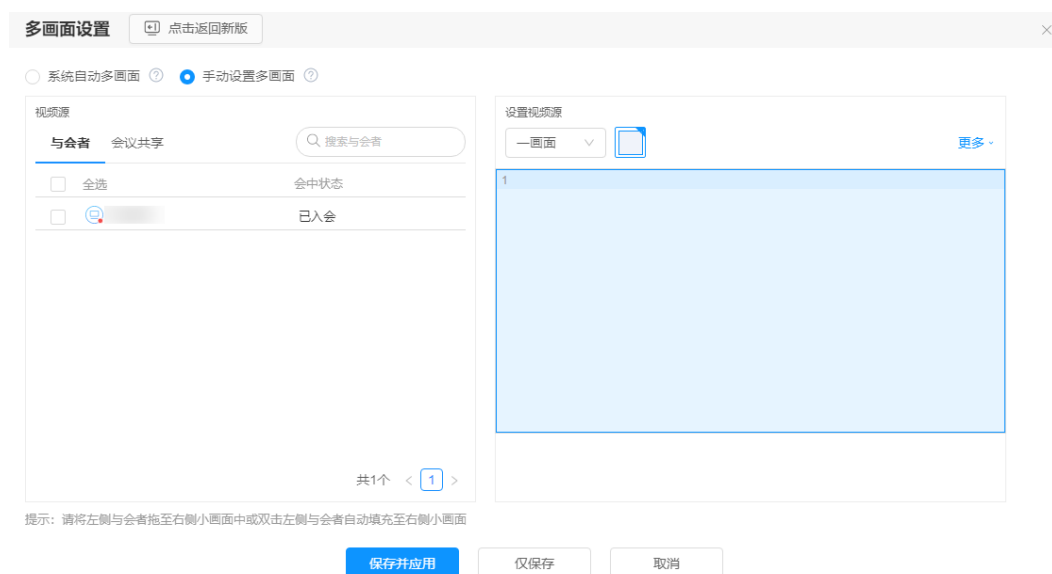 多画面设置 点击返回新版
系统自动多画面 手动设置多画面
视频源
与会者 会议共享 搜索与会者
全选 会中状态
已入会
共1个 < 1 >
设置视频源
一画面 更多
1
提示：请将左侧与会者拖至右侧小画面中或双击左侧与会者自动填充至右侧小画面
保存并应用 仅保存 取消